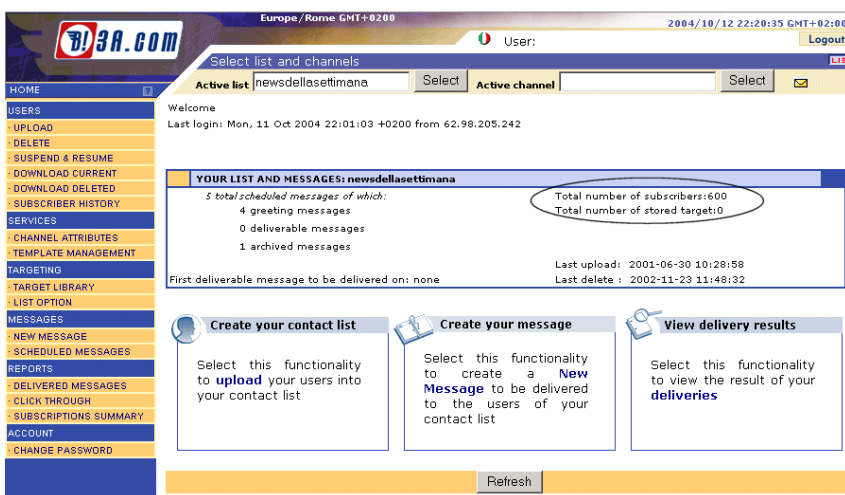 Europe/Rome GMT+0200
2004/10/12 22:20:35 GMT+02:00
B! 3A.COM
User:
Logout
Select list and channels
LIS
Active list newsdellasettimana Select Active channel Select
HOME ?
USERS
· UPLOAD
· DELETE
· SUSPEND & RESUME
· DOWNLOAD CURRENT
· DOWNLOAD DELETED
· SUBSCRIBER HISTORY
SERVICES
· CHANNEL ATTRIBUTES
· TEMPLATE MANAGEMENT
TARGETING
· TARGET LIBRARY
· LIST OPTION
MESSAGES
· NEW MESSAGE
· SCHEDULED MESSAGES
REPORTS
· DELIVERED MESSAGES
· CLICK THROUGH
· SUBSCRIPTIONS SUMMARY
ACCOUNT
· CHANGE PASSWORD
Welcome
Last login: Mon, 11 Oct 2004 22:01:03 +0200 from 62.98.205.242
YOUR LIST AND MESSAGES: newsdellasettimana
5 total scheduled messages of which:
4 greeting messages
0 deliverable messages
1 archived messages
Total number of subscribers:600
Total number of stored target:0
Last upload: 2001-06-30 10:28:58
First deliverable message to be delivered on: none
Last delete : 2002-11-23 11:48:32
Create your contact list
Select this functionality
to upload your users into
your contact list
Create your message
Select this functionality
to create a New
Message to be delivered
to the users of your
contact list
View delivery results
Select this functionality
to view the result of your
deliveries
Refresh